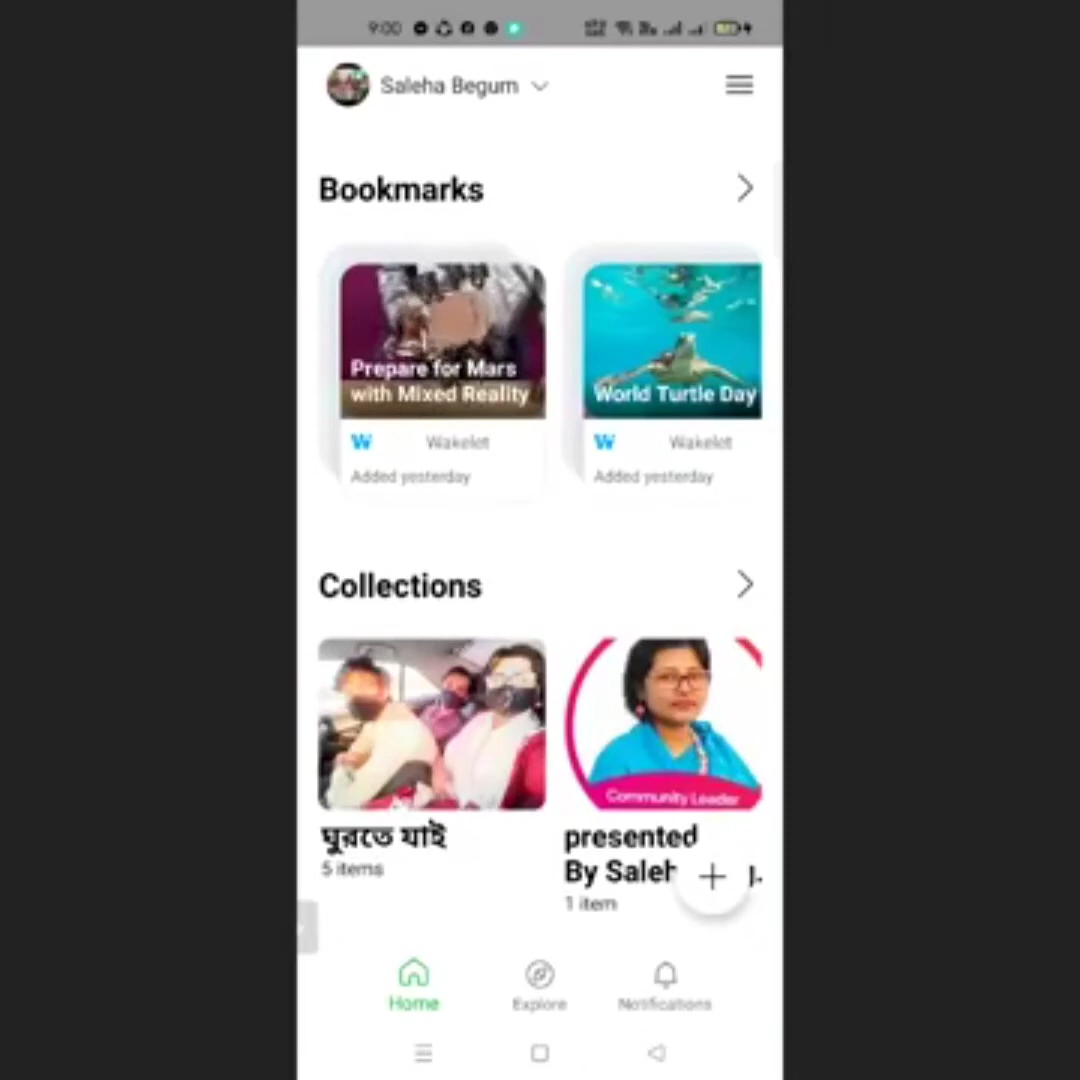 9:00
Saleha Begum
Bookmarks
Prepare for Mars
with Mixed Reality
World Turtle Day
W Wakelet
W Wakelet
Added yesterday
Added yesterday
Collections
Community Leader
ঘুরতে যাই
5 items
presented
By Saleh
1 item
Home
Explore
Notifications